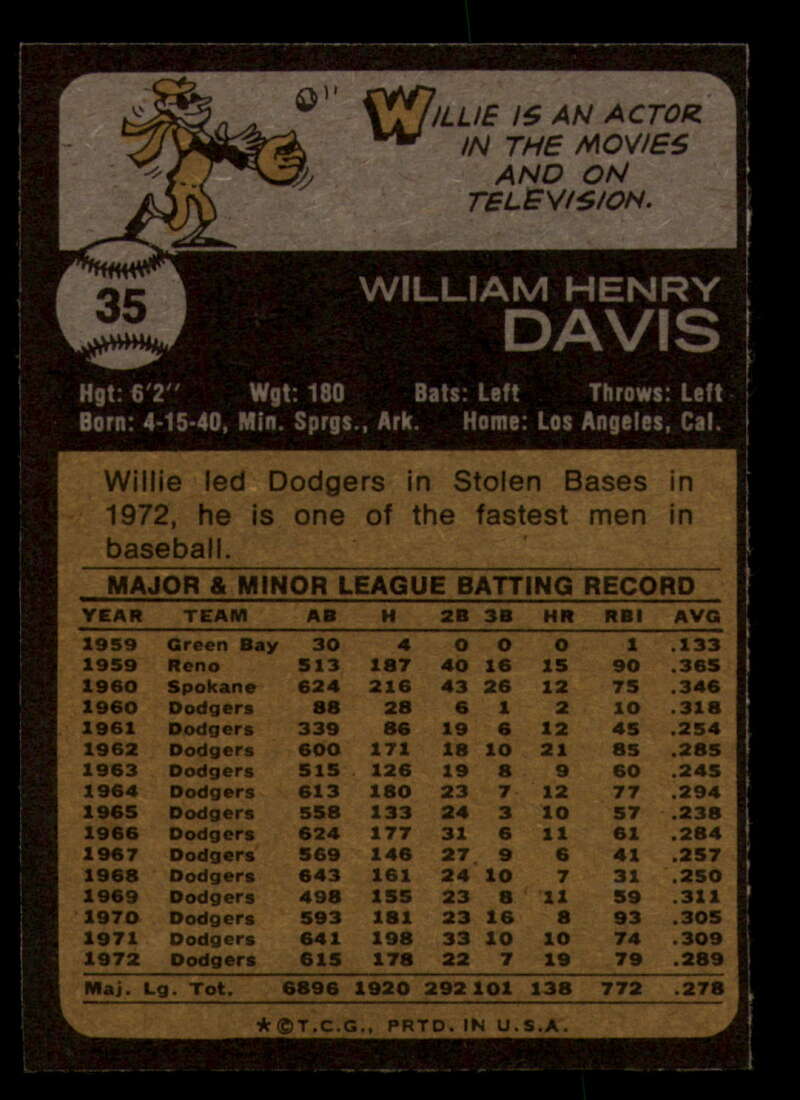 WILLIE IS AN ACTOR
IN THE MOVIES
AND ON
TELEVISION.
35
WILLIAM HENRY
DAVIS
Hgt: 6'2" Wgt: 180 Bats: Left Throws: Left
Born: 4-15-40, Min. Sprgs., Ark. Home: Los Angeles, Cal.
Willie led Dodgers in Stolen Bases in
1972, he is one of the fastest men in
baseball.
MAJOR & MINOR LEAGUE BATTING RECORD
YEAR TEAM AB H 2B 3B HR RBI AVG
1959 Green Bay 30 4 0 0 0 1 .133
1959 Reno 513 187 40 16 15 90 .365
1960 Spokane 624 216 43 26 12 75 .346
1960 Dodgers 88 28 6 1 2 10 .318
1961 Dodgers 339 86 19 6 12 45 .254
1962 Dodgers 600 171 18 10 21 85 .285
1963 Dodgers 515 126 19 8 9 60 .245
1964 Dodgers 613 180 23 7 12 77 .294
1965 Dodgers 558 133 24 3 10 57 .238
1966 Dodgers 624 177 31 6 11 61 .284
1967 Dodgers 569 146 27 9 6 41 .257
1968 Dodgers 643 161 24 10 7 31 .250
1969 Dodgers 498 155 23 8 11 59 .311
1970 Dodgers 593 181 23 16 8 93 .305
1971 Dodgers 641 198 33 10 10 74 .309
1972 Dodgers 615 178 22 7 19 79 .289
Maj. Lg. Tot. 6896 1920 292 101 138 772 .278
*©T.C.G., PRTD. IN U.S.A.